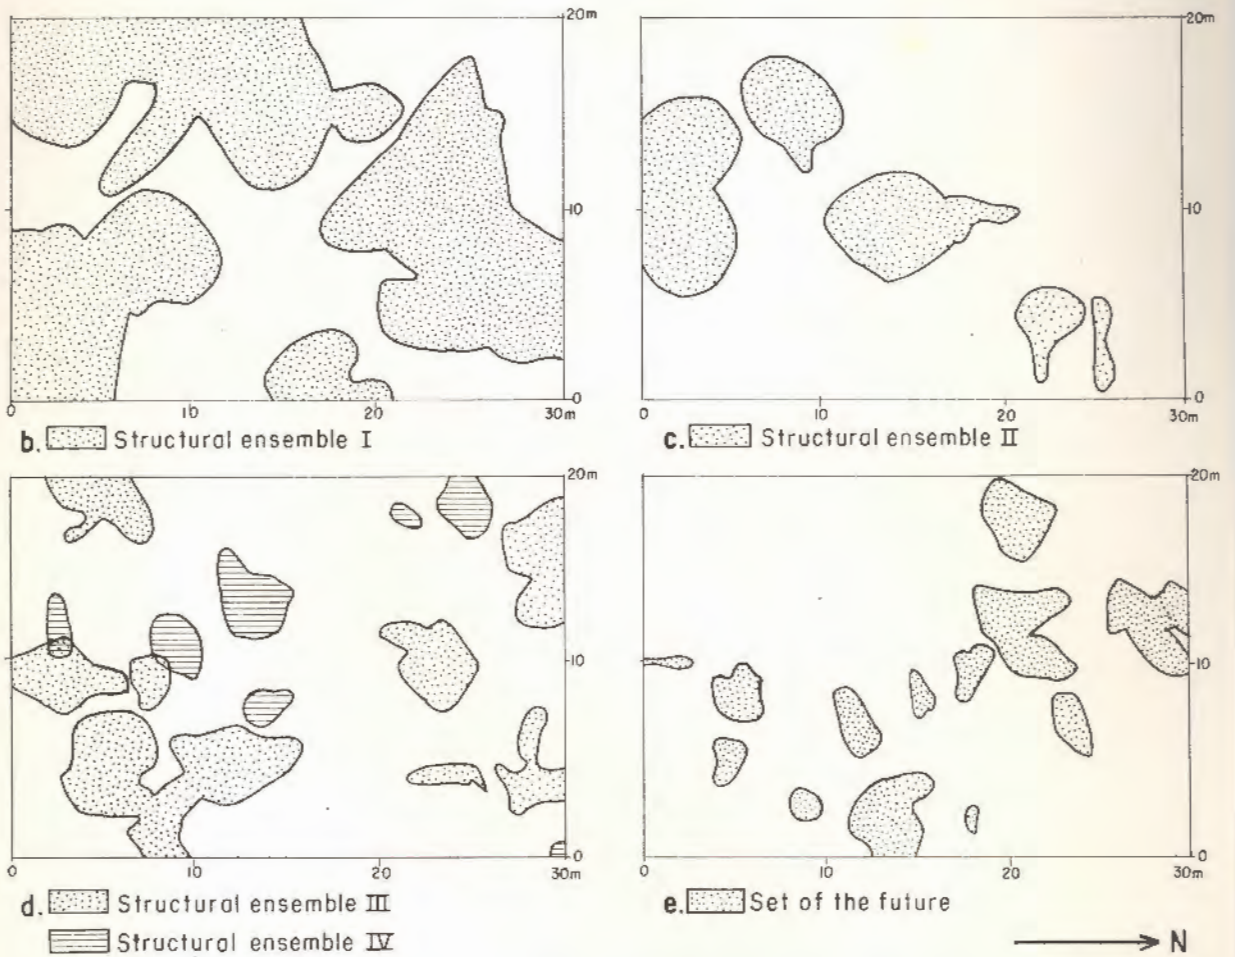 20m
10
0
0 10 20 30m
b. Structural ensemble I
20m
10
0
0 10 20 30m
c. Structural ensemble II
20m
10
0
0 10 20 30m
d. Structural ensemble III
Structural ensemble IV
20m
10
0
0 10 20 30m
e. Set of the future
N